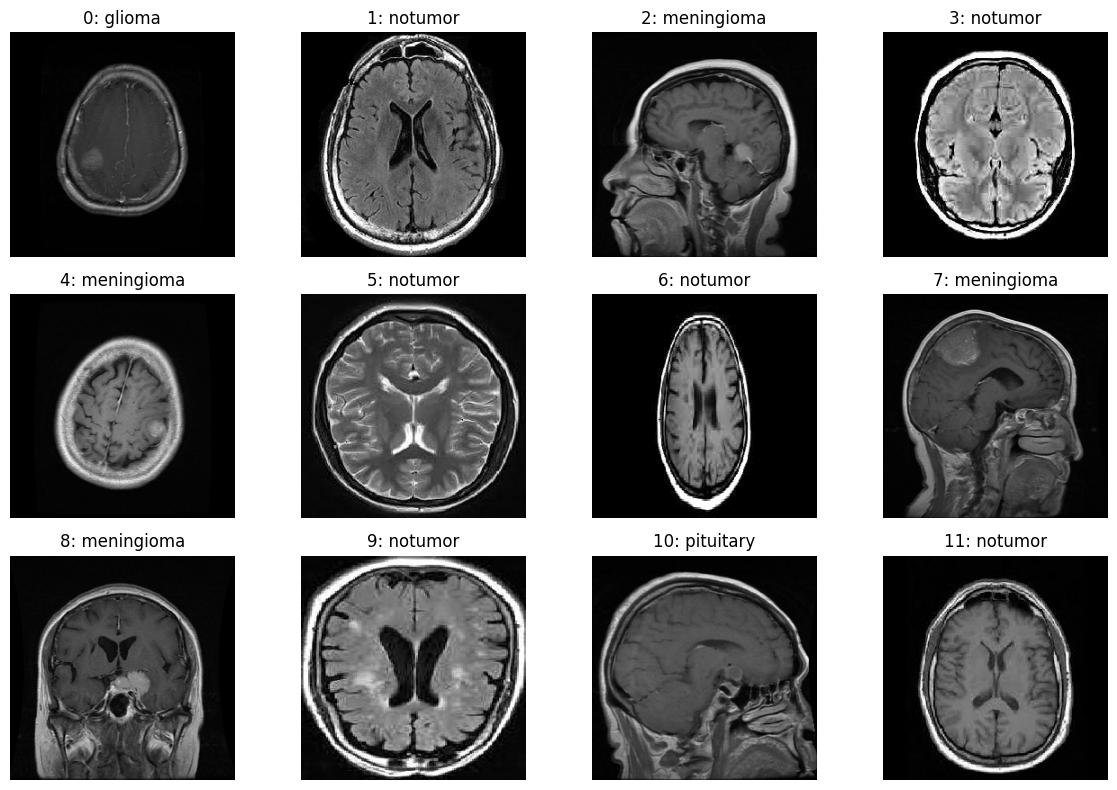 0: glioma
1: notumor
2: meningioma
3: notumor
4: meningioma
5: notumor
6: notumor
7: meningioma
8: meningioma
9: notumor
10: pituitary
11: notumor